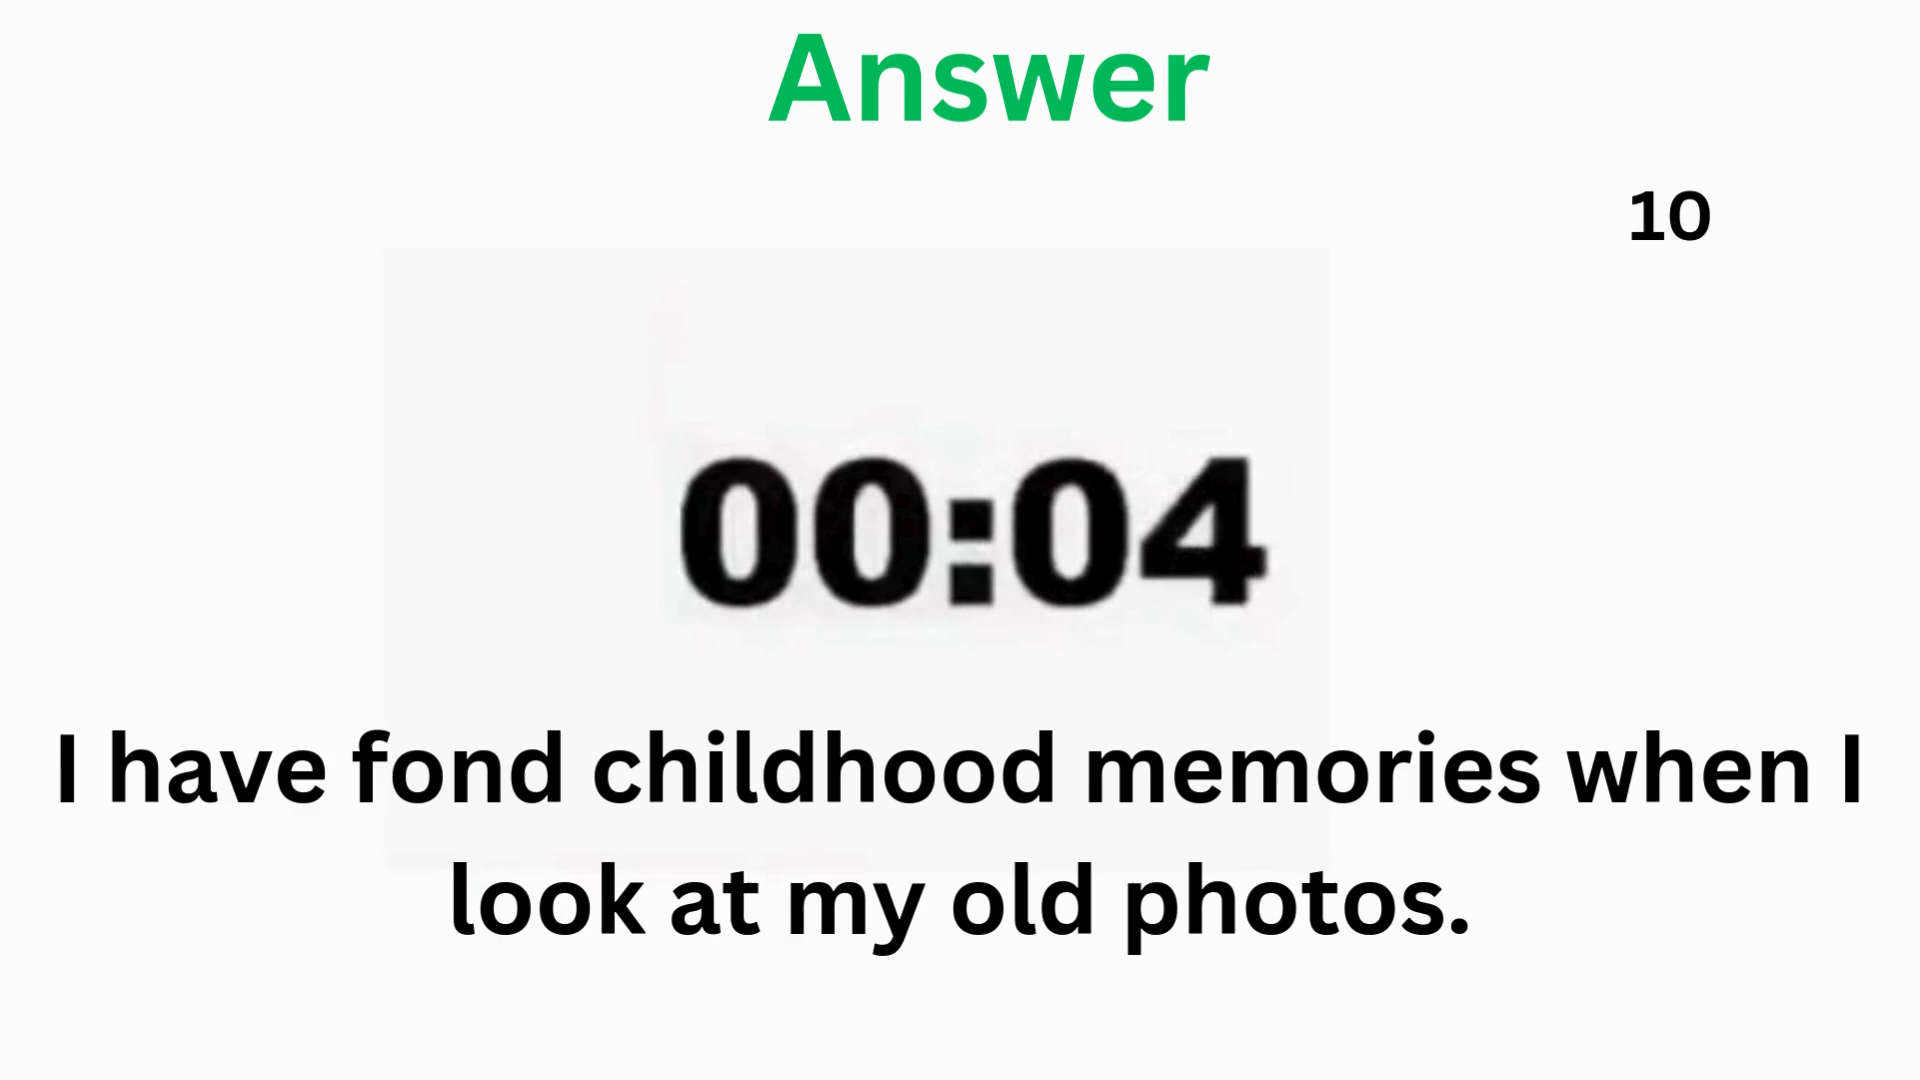 Answer
10
00:04
I have fond childhood memories when I
look at my old photos.